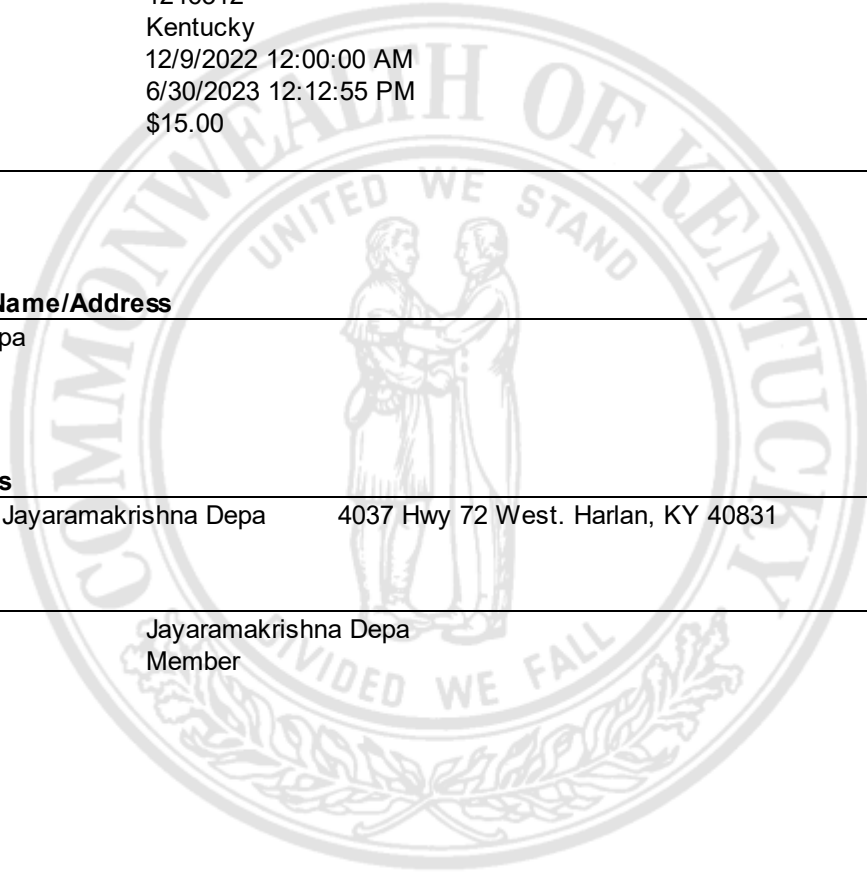 Kentucky
12/9/2022 12:00:00 AM
6/30/2023 12:12:55 PM
$15.00
COMMONWEALTH OF KENTUCKY
UNITED WE STAND
Name/Address
pa
s
Jayaramakrishna Depa 4037 Hwy 72 West. Harlan, KY 40831
Jayaramakrishna Depa
Member
DIVIDED WE FALL